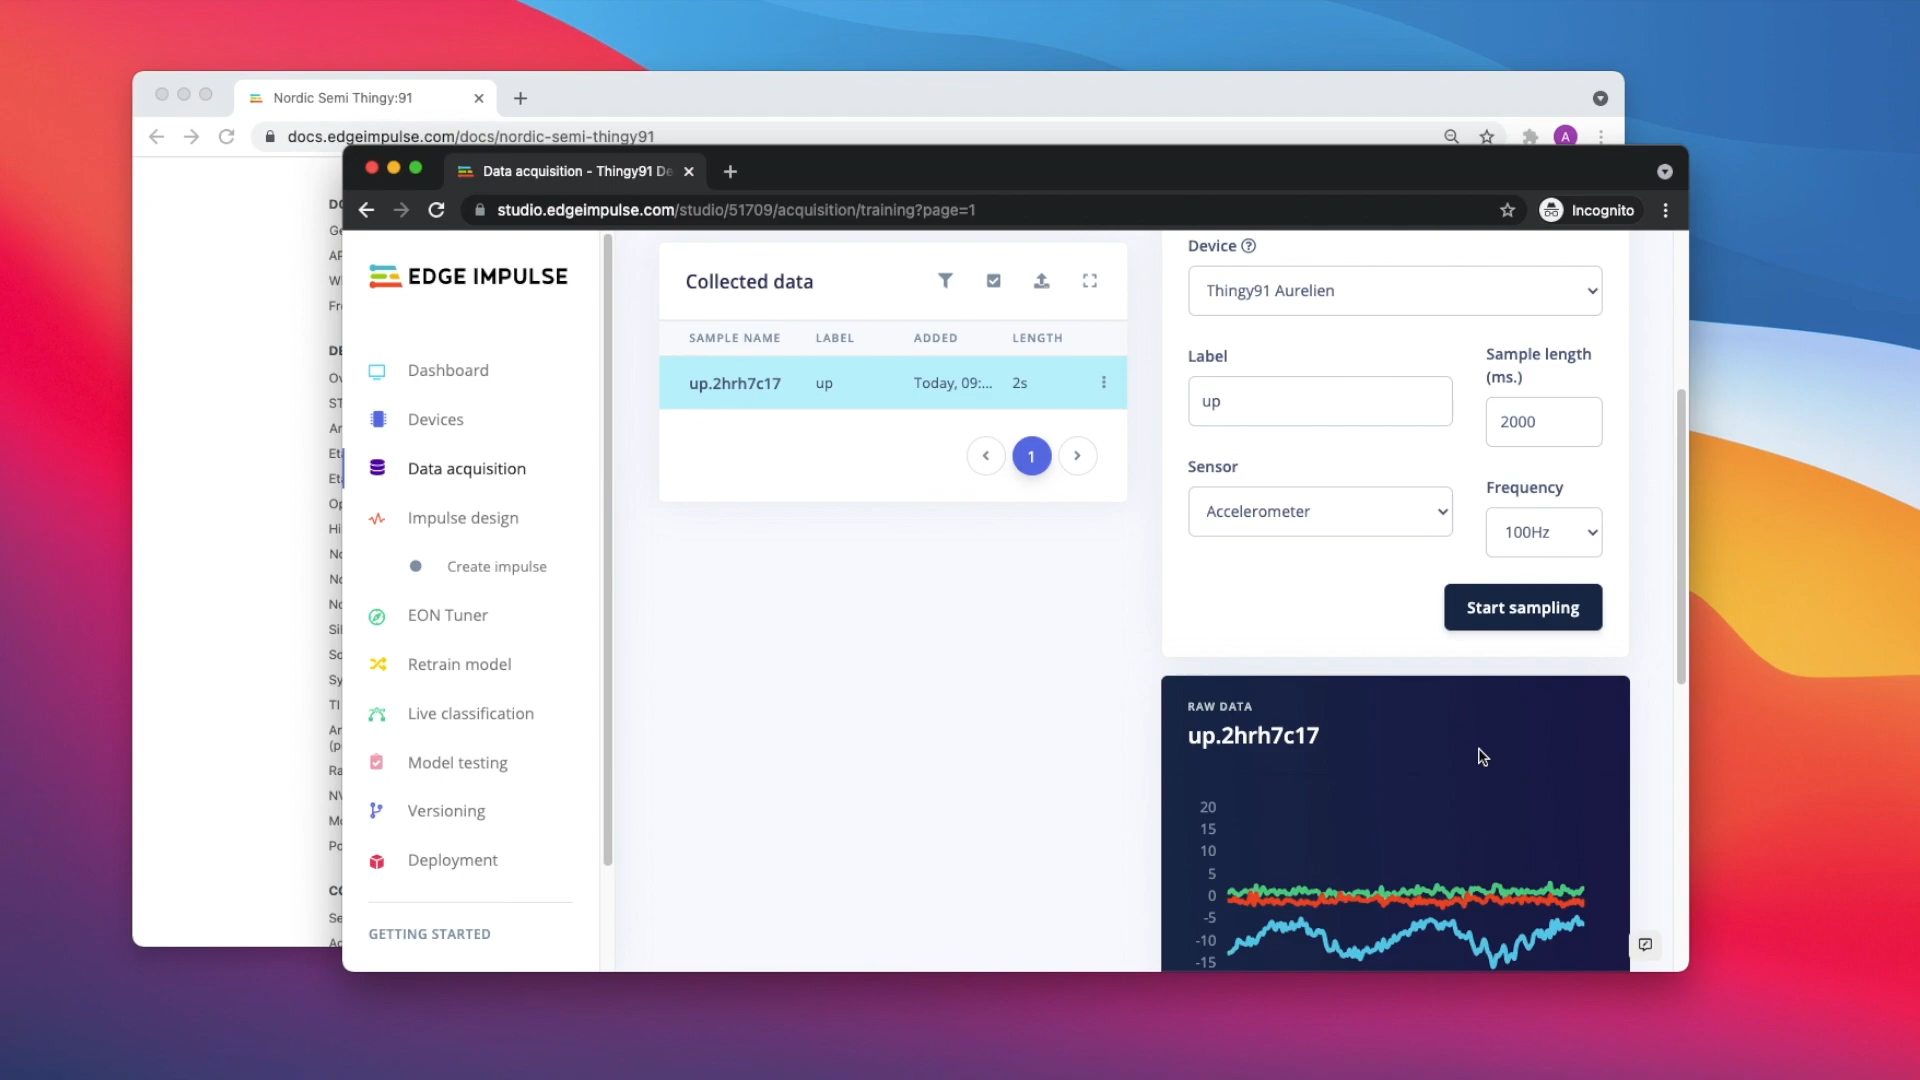 Nordic Semi Thingy:91
docs.edgeimpulse.com/docs/nordic-semi-thingy91
A
Data acquisition - Thingy91 De
studio.edgeimpulse.com/studio/51709/acquisition/training?page=1
Incognito
EDGE IMPULSE
Dashboard
Devices
Data acquisition
Impulse design
Create impulse
EON Tuner
Retrain model
Live classification
Model testing
Versioning
Deployment
GETTING STARTED
Collected data
SAMPLE NAME LABEL ADDED LENGTH
up.2hrh7c17 up Today, 09:... 2s
1
Device
Thingy91 Aurelien
Label
up
Sample length
(ms.)
2000
Sensor
Accelerometer
Frequency
100Hz
Start sampling
RAW DATA
up.2hrh7c17
20
15
10
5
0
-5
-10
-15